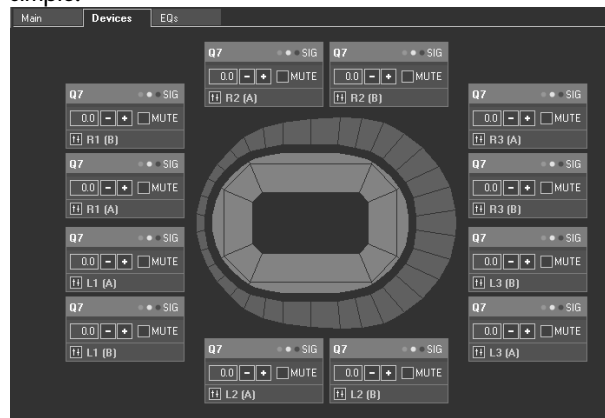 Main Devices EQs
Q7 SIG
0.0 - + MUTE
R2 (A)
Q7 SIG
0.0 - + MUTE
R2 (B)
Q7 SIG
0.0 - + MUTE
R1 (B)
Q7 SIG
0.0 - + MUTE
R3 (A)
Q7 SIG
0.0 - + MUTE
R1 (A)
Q7 SIG
0.0 - + MUTE
R3 (B)
Q7 SIG
0.0 - + MUTE
L1 (A)
Q7 SIG
0.0 - + MUTE
L3 (B)
Q7 SIG
0.0 - + MUTE
L1 (B)
Q7 SIG
0.0 - + MUTE
L3 (A)
Q7 SIG
0.0 - + MUTE
L2 (A)
Q7 SIG
0.0 - + MUTE
L2 (B)